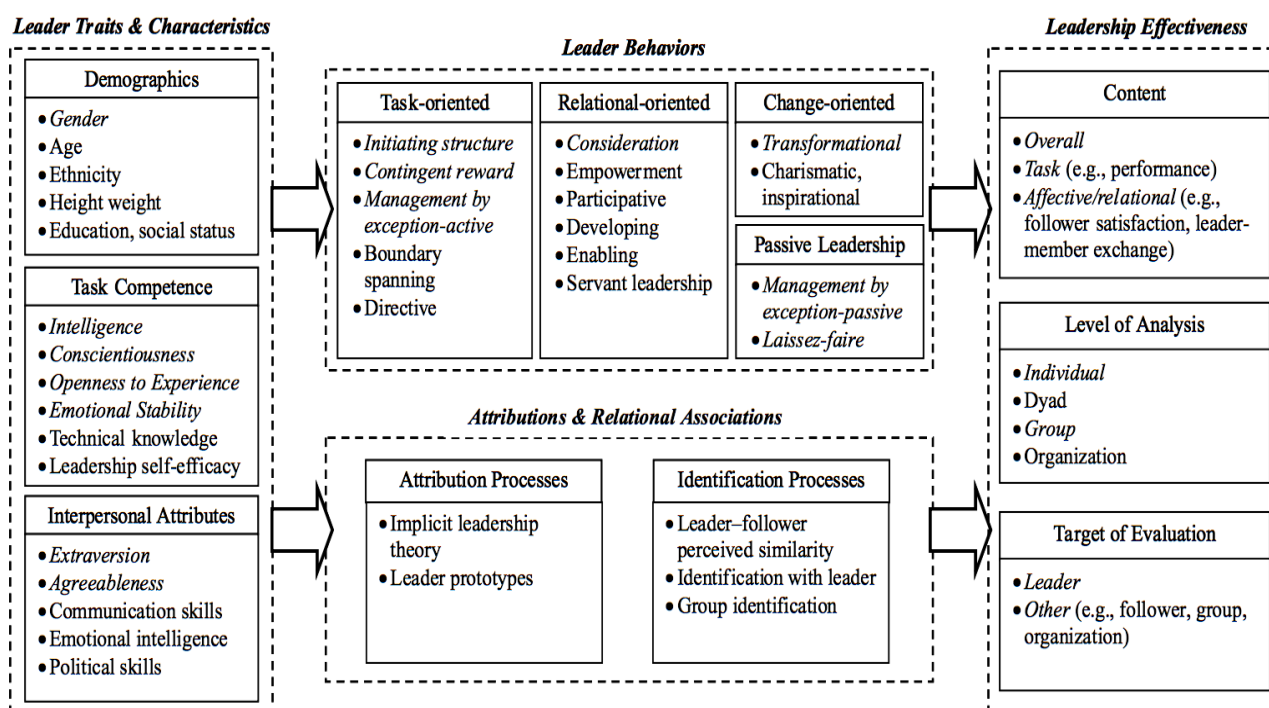 Leader Traits & Characteristics
Demographics
• Gender
• Age
• Ethnicity
• Height weight
• Education, social status
Task Competence
• Intelligence
• Conscientiousness
• Openness to Experience
• Emotional Stability
• Technical knowledge
• Leadership self-efficacy
Interpersonal Attributes
• Extraversion
• Agreeableness
• Communication skills
• Emotional intelligence
• Political skills
Leader Behaviors
Task-oriented
• Initiating structure
• Contingent reward
• Management by
exception-active
• Boundary
spanning
• Directive
Relational-oriented
• Consideration
• Empowerment
• Participative
• Developing
• Enabling
• Servant leadership
Change-oriented
• Transformational
• Charismatic,
inspirational
Passive Leadership
• Management by
exception-passive
• Laissez-faire
Attributions & Relational Associations
Attribution Processes
• Implicit leadership
theory
• Leader prototypes
Identification Processes
• Leader–follower
perceived similarity
• Identification with leader
• Group identification
Leadership Effectiveness
Content
• Overall
• Task (e.g., performance)
• Affective/relational (e.g.,
follower satisfaction, leader-
member exchange)
Level of Analysis
• Individual
• Dyad
• Group
• Organization
Target of Evaluation
• Leader
• Other (e.g., follower, group,
organization)